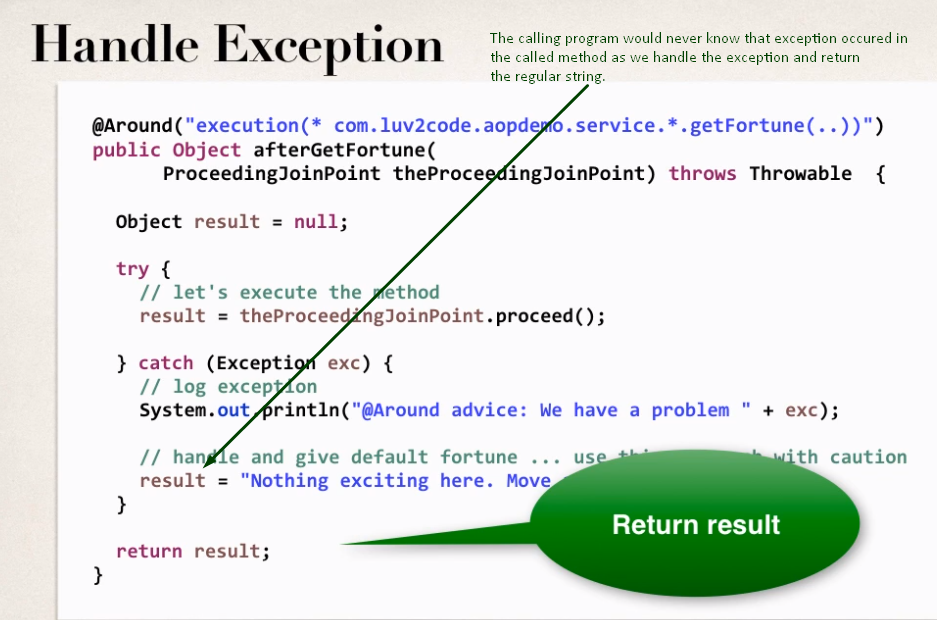 Handle Exception
The calling program would never know that exception occured in
the called method as we handle the exception and return
the regular string.
@Around("execution(* com.luv2code.aopdemo.service.*.getFortune(..))")
public Object afterGetFortune(
ProceedingJoinPoint theProceedingJoinPoint) throws Throwable {
Object result = null;
try {
// let's execute the method
result = theProceedingJoinPoint.proceed();
} catch (Exception exc) {
// log exception
System.out.println("@Around advice: We have a problem " + exc);
// handle and give default fortune ... use with caution
result = "Nothing exciting here. Move
}
Return result
return result;
}